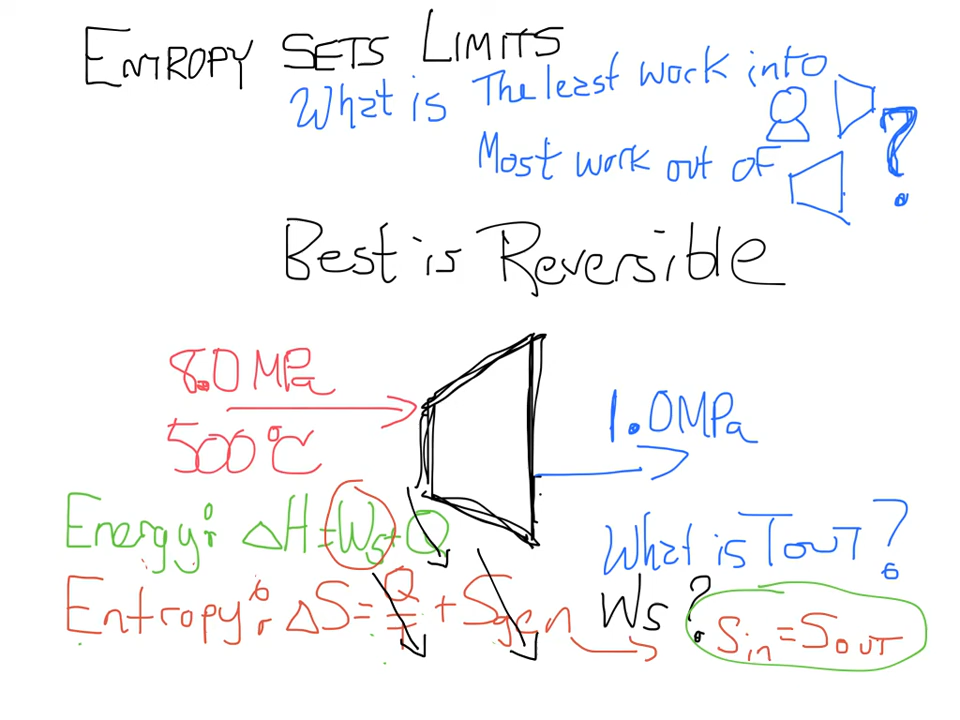 ENTROPY SETS LIMITS
What is The least work into
Most work out of ?
Best is Reversible
8.0 MPa
500°C
1.0 MPa
Energy: ΔH = Ws + Q
What is TOUT?
Entropy: ΔS = Q/T + Sgen
Ws?
Sin = SOUT